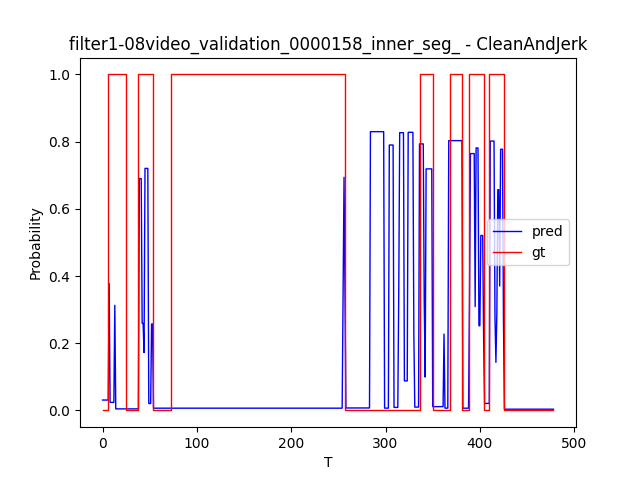 filter1-08video_validation_0000158_inner_seg_ - CleanAndJerk
1.0
0.8
0.6
0.4
0.2
0.0
Probability
pred
gt
0 100 200 300 400 500
T